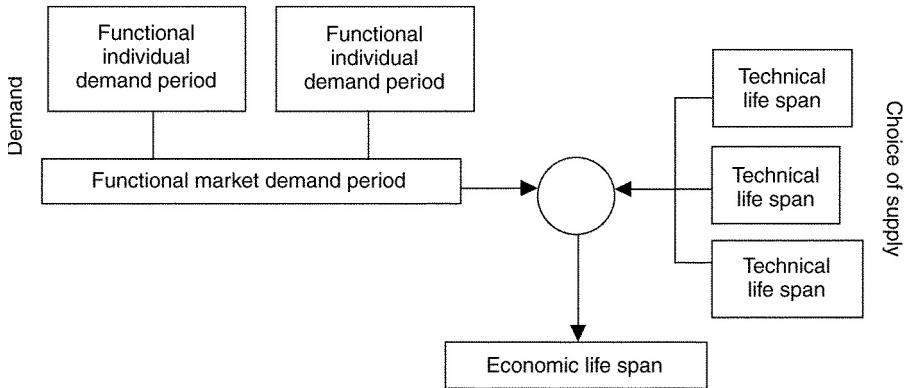 Demand
Functional
individual
demand period
Functional
individual
demand period
Functional market demand period
Technical
life span
Technical
life span
Technical
life span
Choice of supply
Economic life span